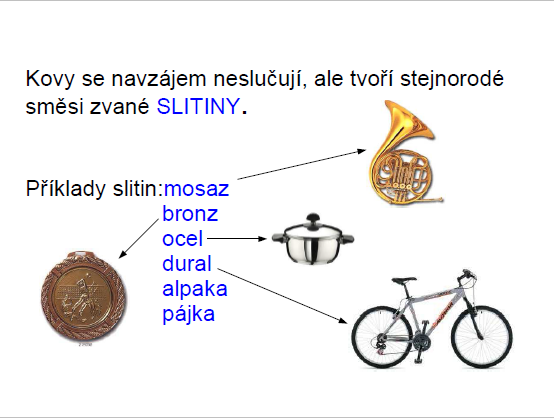 Kovy se navzájem neslučují, ale tvoří stejnorodé
směsi zvané SLITINY.
Příklady slitin:mosaz
bronz
ocel
dural
alpaka
pájka